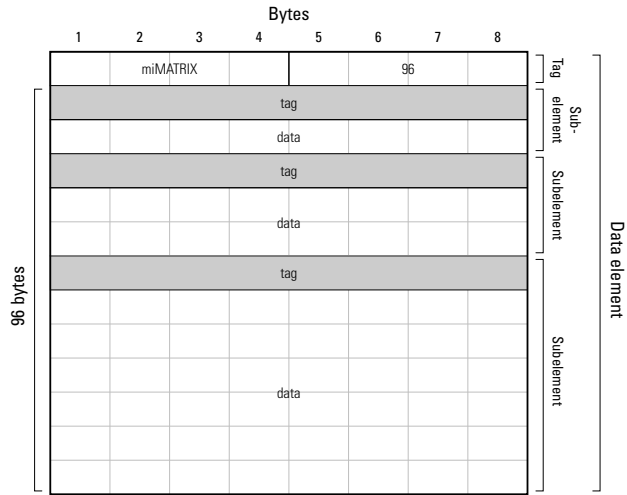 Bytes
1 2 3 4 5 6 7 8
miMATRIX 96
Tag
tag
data
Sub-
element
tag
data
Subelement
tag
data
Subelement
96 bytes
Data element